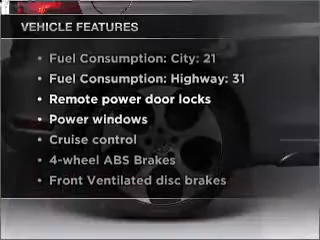 VEHICLE FEATURES
• Fuel Consumption: City: 21
• Fuel Consumption: Highway: 31
• Remote power door locks
• Power windows
• Cruise control
• 4-wheel ABS Brakes
• Front Ventilated disc brakes